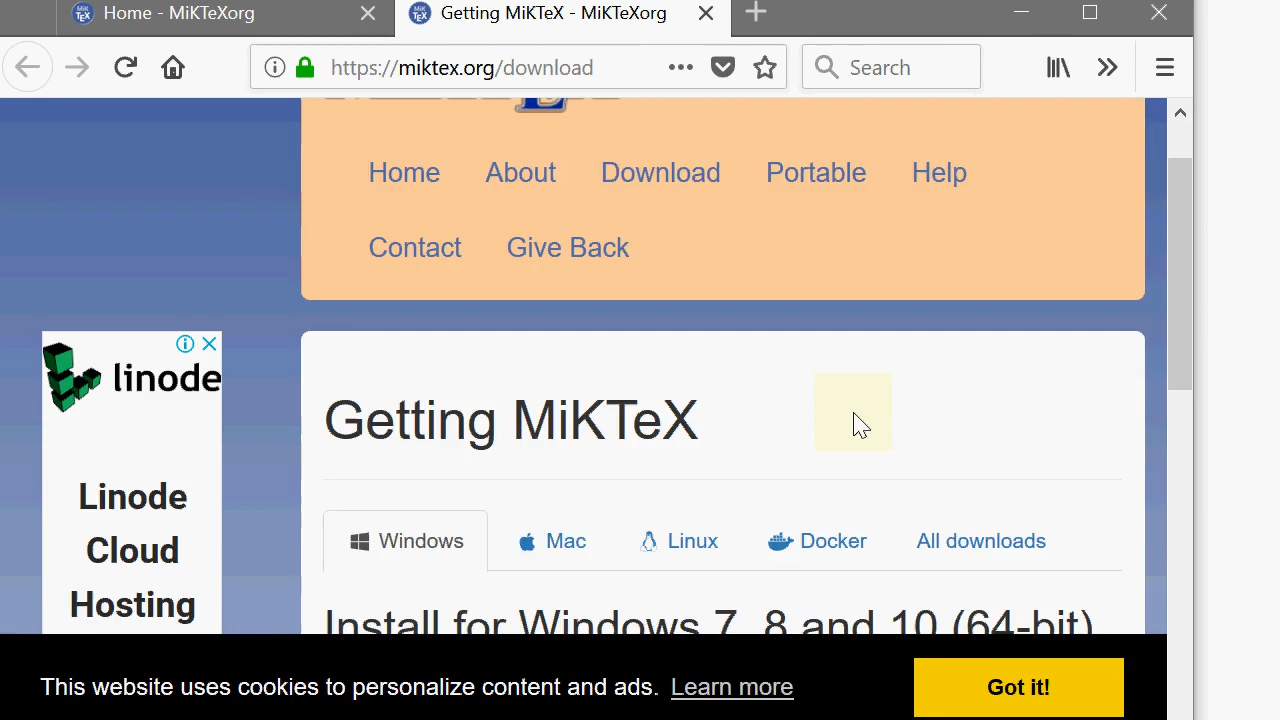 Home - MiKTeXorg
Getting MiKTeX - MiKTeXorg
https://miktex.org/download
Search
Home About Download Portable Help
Contact Give Back
linode
Linode
Cloud
Hosting
Getting MiKTeX
Windows Mac Linux Docker All downloads
Install for Windows 7, 8 and 10 (64-bit)
This website uses cookies to personalize content and ads. Learn more
Got it!